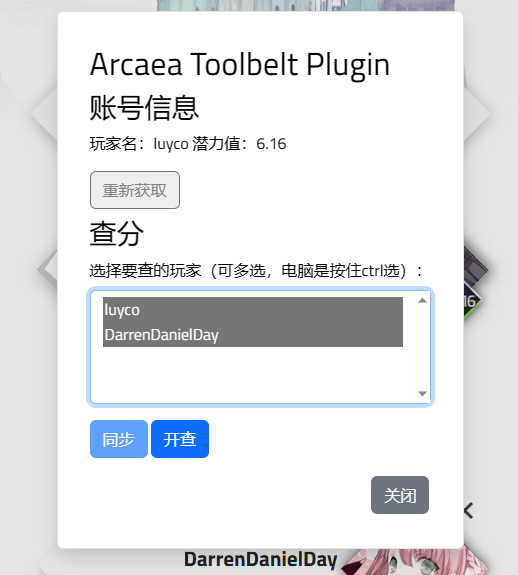 Arcaea Toolbelt Plugin
账号信息
玩家名：luyco 潜力值：6.16
重新获取
查分
选择要查的玩家（可多选，电脑是按住ctrl选）：
luyco
DarrenDanielDay
同步 开查
关闭
16
DarrenDanielDay